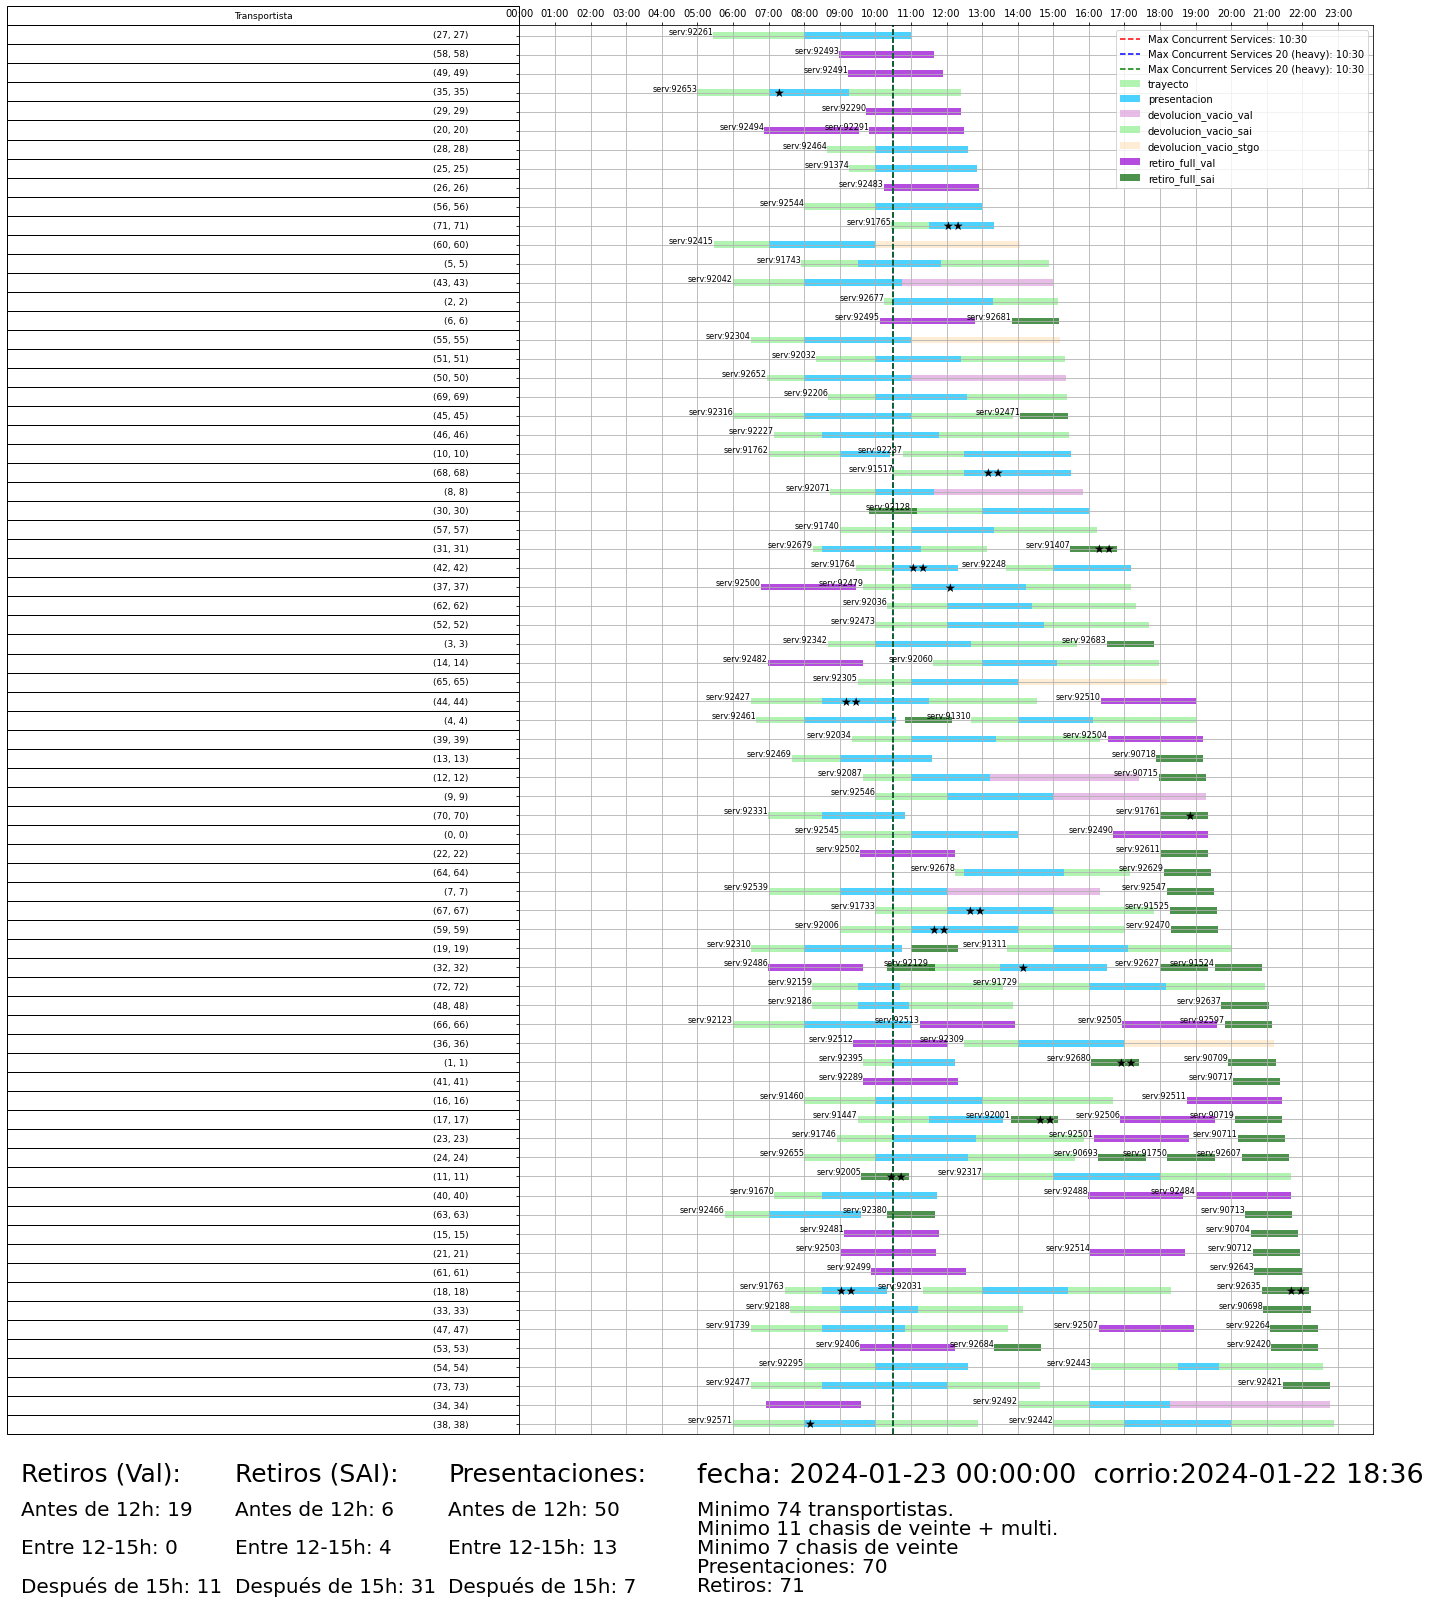 Transportista 00:00 01:00 02:00 03:00 04:00 05:00 06:00 07:00 08:00 09:00 10:00 11:00 12:00 13:00 14:00 15:00 16:00 17:00 18:00 19:00 20:00 21:00 22:00 23:00
Max Concurrent Services: 10:30
Max Concurrent Services 20 (heavy): 10:30
Max Concurrent Services 20 (heavy): 10:30
trayecto
presentacion
devolucion_vacio_val
devolucion_vacio_sai
devolucion_vacio_stgo
retiro_full_val
retiro_full_sai
(27, 27) serv:92261
(58, 58) serv:92493
(49, 49) serv:92491
(35, 35) serv:92653
(29, 29) serv:92290
(20, 20) serv:92494 serv:92291
(28, 28) serv:92464
(25, 25) serv:91374
(26, 26) serv:92483
(56, 56) serv:92544
(71, 71) serv:91765
(60, 60) serv:92415
(5, 5) serv:91743
(43, 43) serv:92042
(2, 2) serv:92677
(6, 6) serv:92495 serv:92681
(55, 55) serv:92304
(51, 51) serv:92032
(50, 50) serv:92652
(69, 69) serv:92206
(45, 45) serv:92316 serv:92471
(46, 46) serv:92227
(10, 10) serv:91762 serv:92237
(68, 68) serv:91517
(8, 8) serv:92071
(30, 30) serv:92128
(57, 57) serv:91740
(31, 31) serv:92679 serv:91407
(42, 42) serv:91764 serv:92248
(37, 37) serv:92500 serv:92479
(62, 62) serv:92036
(52, 52) serv:92473
(3, 3) serv:92342 serv:92683
(14, 14) serv:92482 serv:92060
(65, 65) serv:92305
(44, 44) serv:92427 serv:92510
(4, 4) serv:92461 serv:91310
(39, 39) serv:92034 serv:92504
(13, 13) serv:92469 serv:90718
(12, 12) serv:92087 serv:90715
(9, 9) serv:92546
(70, 70) serv:92331 serv:91761
(0, 0) serv:92545 serv:92490
(22, 22) serv:92502 serv:92611
(64, 64) serv:92678 serv:92629
(7, 7) serv:92539 serv:92547
(67, 67) serv:91733 serv:91525
(59, 59) serv:92006 serv:92470
(19, 19) serv:92310 serv:91311
(32, 32) serv:92486 serv:92129 serv:92627 serv:91524
(72, 72) serv:92159 serv:91729
(48, 48) serv:92186 serv:92637
(66, 66) serv:92123 serv:92513 serv:92505 serv:92597
(36, 36) serv:92512 serv:92309
(1, 1) serv:92395 serv:92680 serv:90709
(41, 41) serv:92289 serv:90717
(16, 16) serv:91460 serv:92511
(17, 17) serv:91447 serv:92001 serv:92506 serv:90719
(23, 23) serv:91746 serv:92501 serv:90711
(24, 24) serv:92655 serv:90693 serv:91750 serv:92607
(11, 11) serv:92005 serv:92317
(40, 40) serv:91670 serv:92488 serv:92484
(63, 63) serv:92466 serv:92380 serv:90713
(15, 15) serv:92481 serv:90704
(21, 21) serv:92503 serv:92514 serv:90712
(61, 61) serv:92499 serv:92643
(18, 18) serv:91763 serv:92031 serv:92635
(33, 33) serv:92188 serv:90698
(47, 47) serv:91739 serv:92507 serv:92264
(53, 53) serv:92406 serv:92684 serv:92420
(54, 54) serv:92295 serv:92443
(73, 73) serv:92477 serv:92421
(34, 34) serv:92492
(38, 38) serv:92571 serv:92442
Retiros (Val): Retiros (SAI): Presentaciones: fecha: 2024-01-23 00:00:00 corrio:2024-01-22 18:36
Antes de 12h: 19 Antes de 12h: 6 Antes de 12h: 50 Minimo 74 transportistas.
Minimo 11 chasis de veinte + multi.
Entre 12-15h: 0 Entre 12-15h: 4 Entre 12-15h: 13 Minimo 7 chasis de veinte
Presentaciones: 70
Después de 15h: 11 Después de 15h: 31 Después de 15h: 7 Retiros: 71